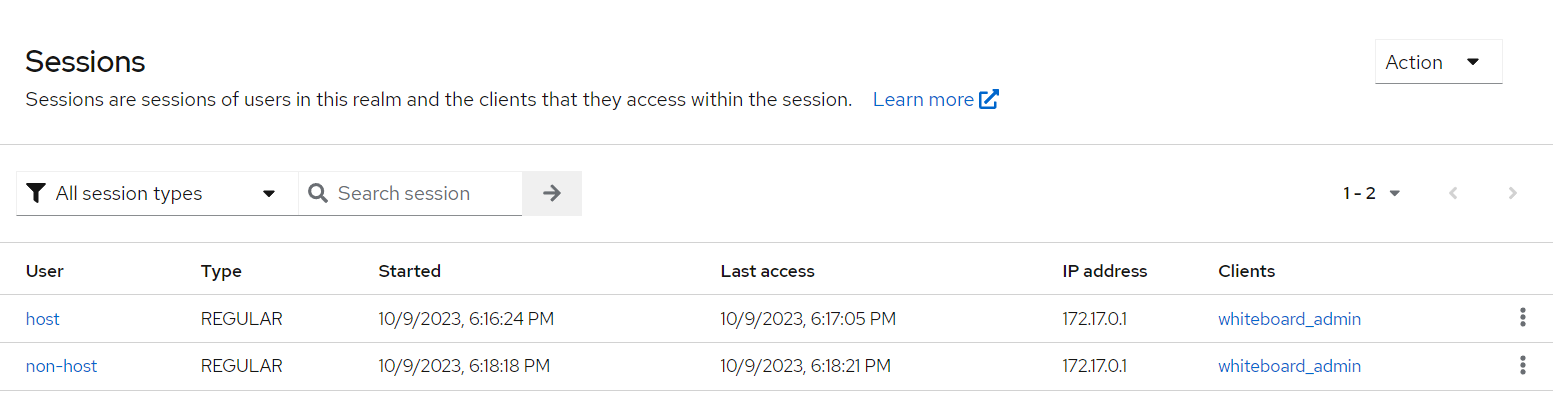 Sessions
Action
Sessions are sessions of users in this realm and the clients that they access within the session. Learn more
All session types
Search session
1 - 2
User Type Started Last access IP address Clients
host REGULAR 10/9/2023, 6:16:24 PM 10/9/2023, 6:17:05 PM 172.17.0.1 whiteboard_admin
non-host REGULAR 10/9/2023, 6:18:18 PM 10/9/2023, 6:18:21 PM 172.17.0.1 whiteboard_admin